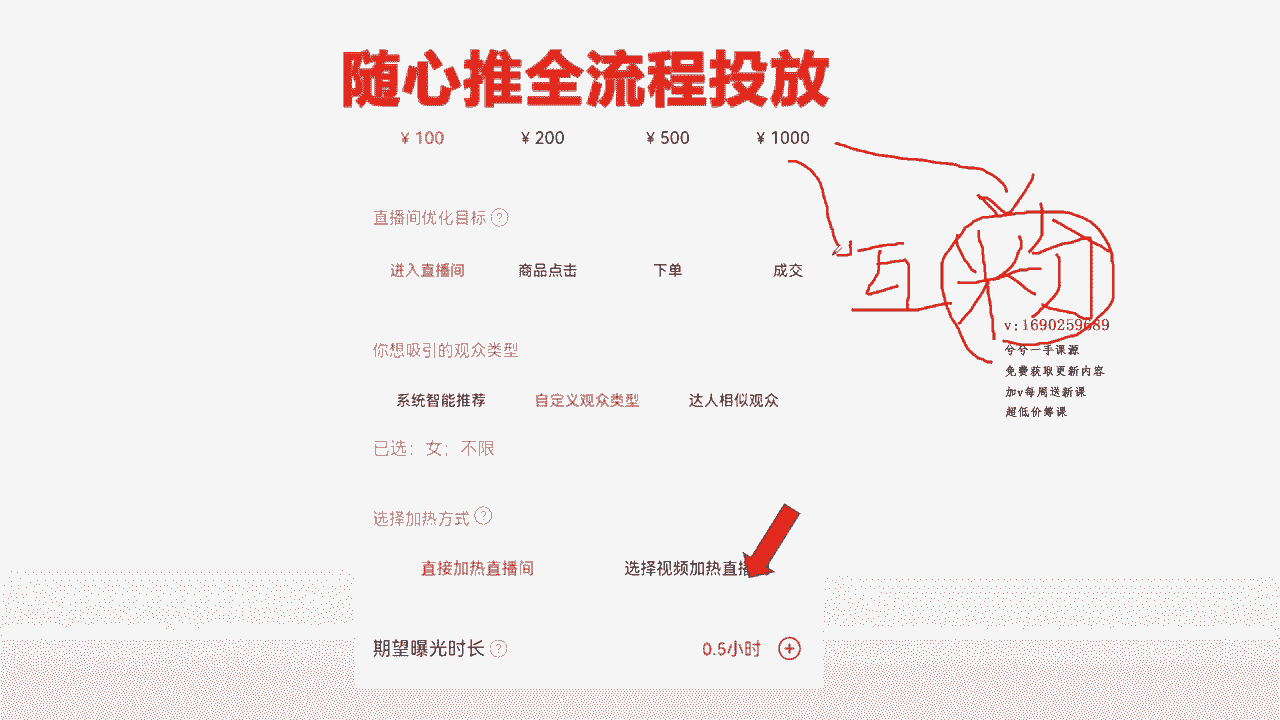 随心推全流程投放
¥ 100 ¥ 200 ¥ 500 ¥ 1000
直播间优化目标 ?
进入直播间 商品点击 下单 成交
互粉
你想吸引的观众类型
系统智能推荐 自定义观众类型 达人相似观众
已选：女；不限
选择加热方式 ?
直接加热直播间 选择视频加热直播
期望曝光时长 ? 0.5小时 +
v:1690259689
兮兮一手课源
免费获取更新内容
加v每周送新课
超低价筹课